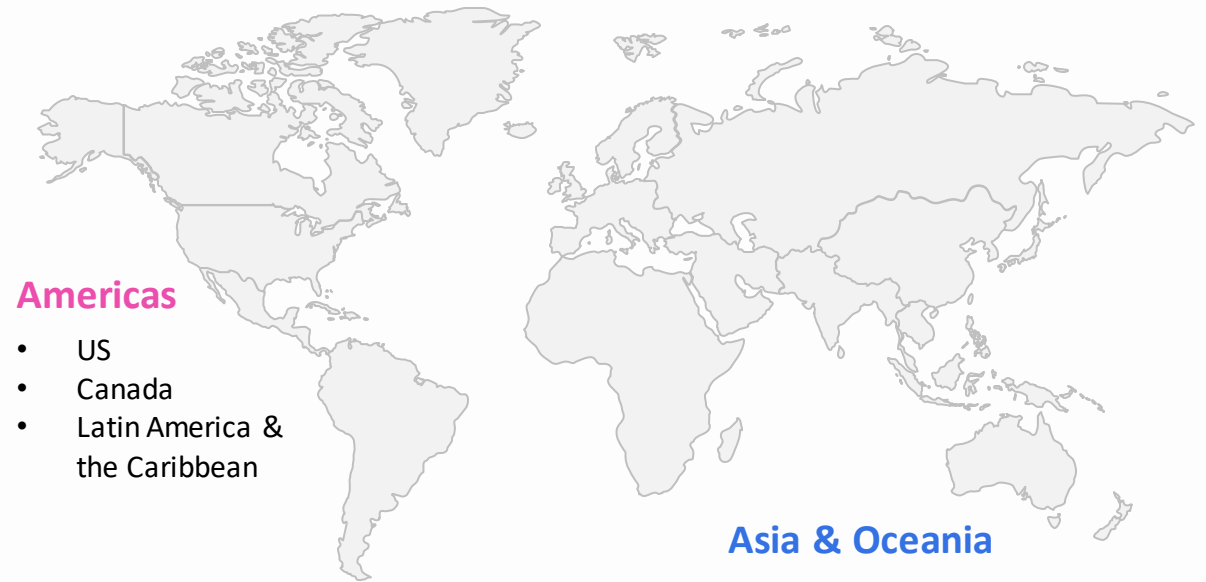 Americas
• US
• Canada
• Latin America &
the Caribbean
Asia & Oceania